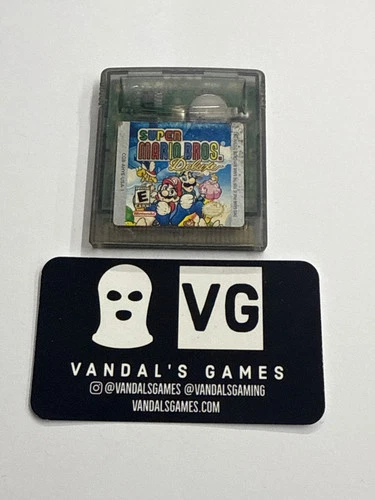 SUPER
MARIO BROS.
Deluxe
E
VG
VANDAL'S GAMES
@VANDALSGAMES @VANDALSGAMING
VANDALSGAMES.COM